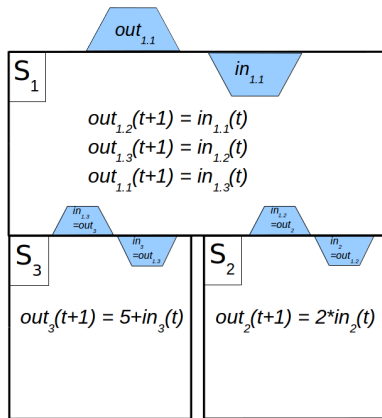 out1.1
S1
in1.1
out1.2(t+1) = in1.1(t)
out1.3(t+1) = in1.2(t)
out1.1(t+1) = in1.3(t)
in1.3
=out3
in1.2
=out2
S3
in3
=out1.3
S2
in2
=out1.2
out3(t+1) = 5+in3(t)
out2(t+1) = 2*in2(t)